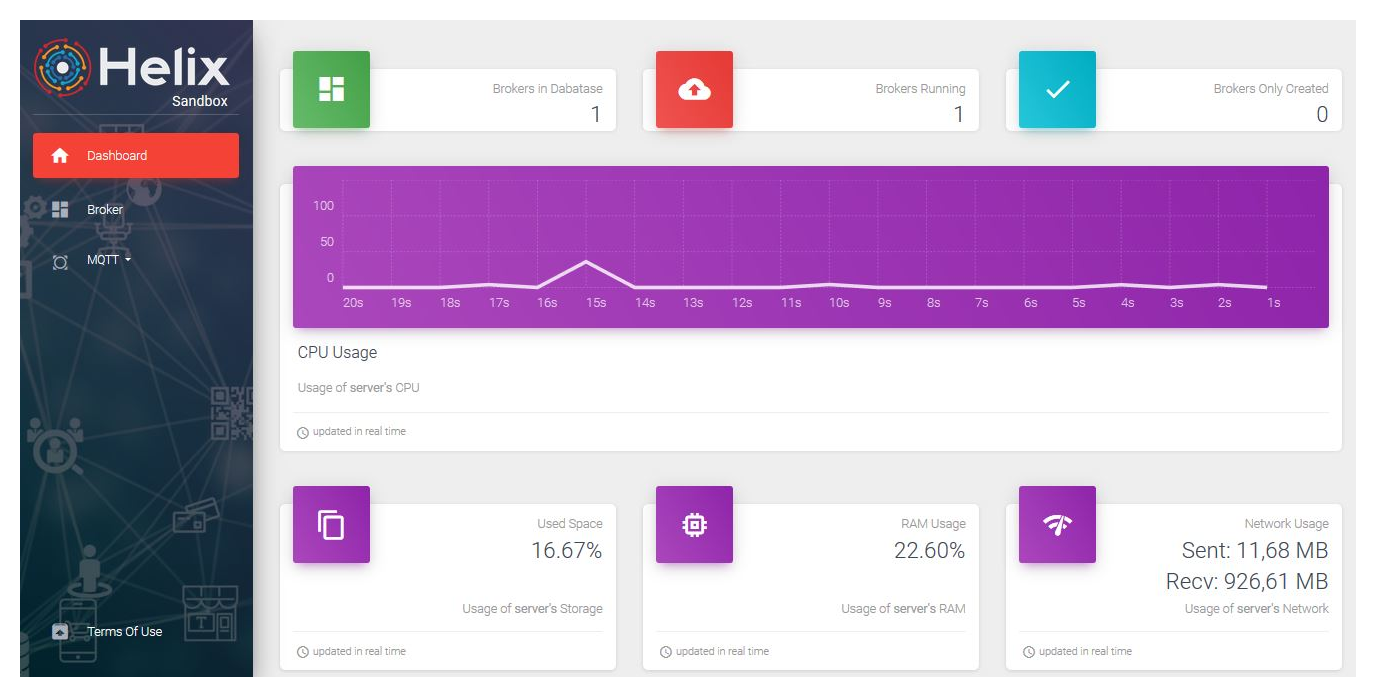 Helix
Sandbox
Dashboard
Broker
MQTT
Terms Of Use
Brokers in Dabatase
1
Brokers Running
1
Brokers Only Created
0
100
50
0
20s 19s 18s 17s 16s 15s 14s 13s 12s 11s 10s 9s 8s 7s 6s 5s 4s 3s 2s 1s
CPU Usage
Usage of server's CPU
updated in real time
Used Space
16.67%
Usage of server's Storage
updated in real time
RAM Usage
22.60%
Usage of server's RAM
updated in real time
Network Usage
Sent: 11,68 MB
Recv: 926,61 MB
Usage of server's Network
updated in real time